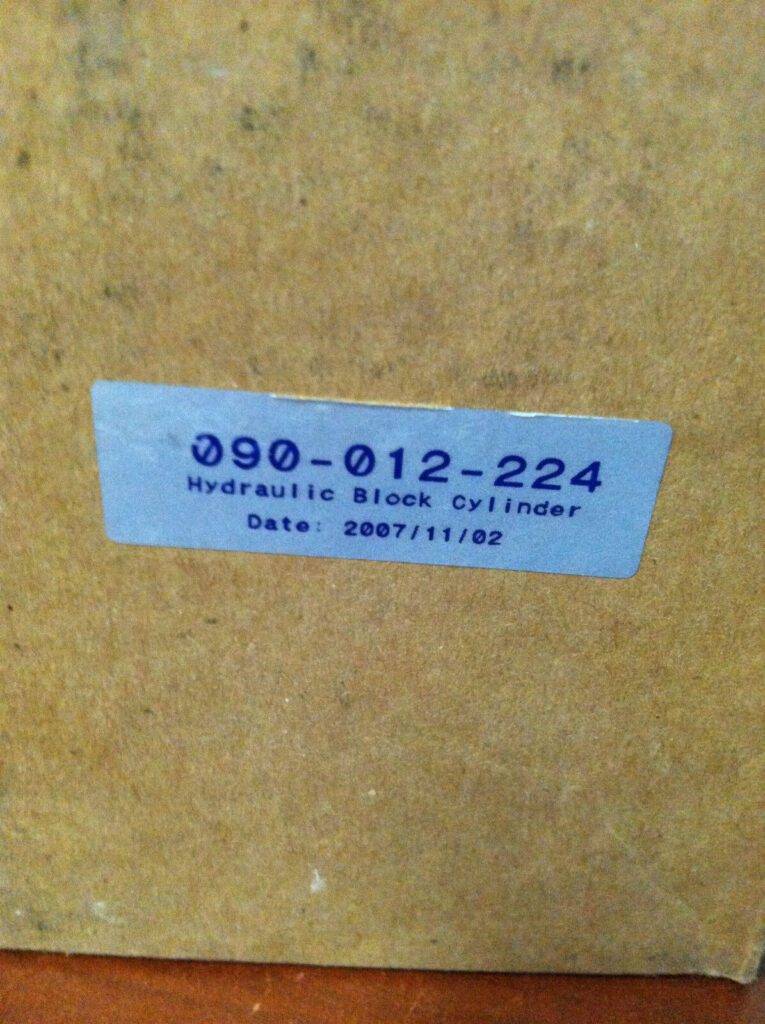 090-012-224
Hydraulic Block Cylinder
Date: 2007/11/02